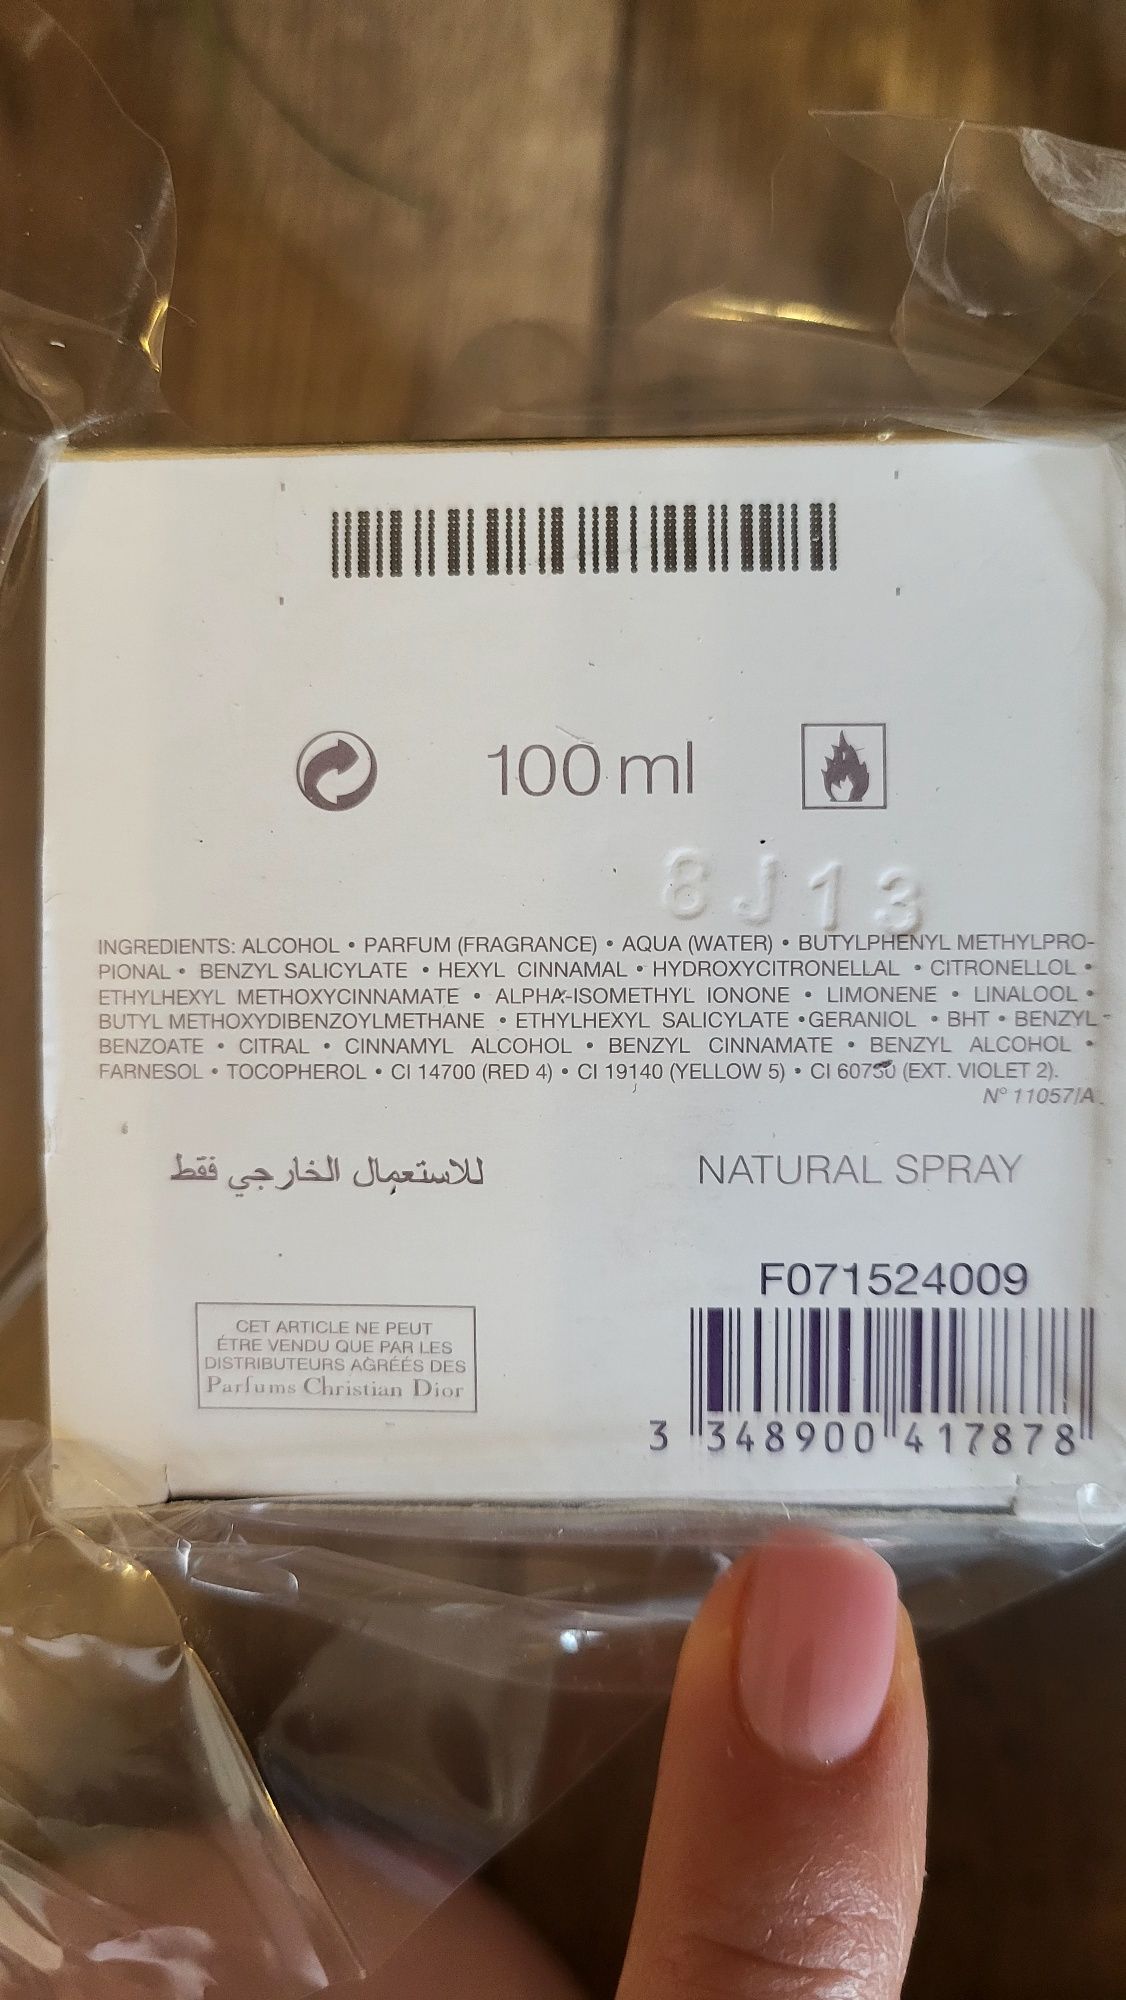 100 ml
8J13
INGREDIENTS: ALCOHOL • PARFUM (FRAGRANCE) • AQUA (WATER) • BUTYLPHENYL METHYLPRO-
PIONAL • BENZYL SALICYLATE • HEXYL CINNAMAL • HYDROXYCITRONELLAL • CITRONELLOL •
ETHYLHEXYL METHOXYCINNAMATE • ALPHA-ISOMETHYL IONONE • LIMONENE • LINALOOL •
BUTYL METHOXYDIBENZOYLMETHANE • ETHYLHEXYL SALICYLATE • GERANIOL • BHT • BENZYL
BENZOATE • CITRAL • CINNAMYL ALCOHOL • BENZYL CINNAMATE • BENZYL ALCOHOL •
FARNESOL • TOCOPHEROL • CI 14700 (RED 4) • CI 19140 (YELLOW 5) • CI 60730 (EXT. VIOLET 2).
N° 11057/A
للاستعمال الخارجي فقط
NATURAL SPRAY
F071524009
CET ARTICLE NE PEUT
ÊTRE VENDU QUE PAR LES
DISTRIBUTEURS AGRÉÉS DES
Parfums Christian Dior
3 348900 417878